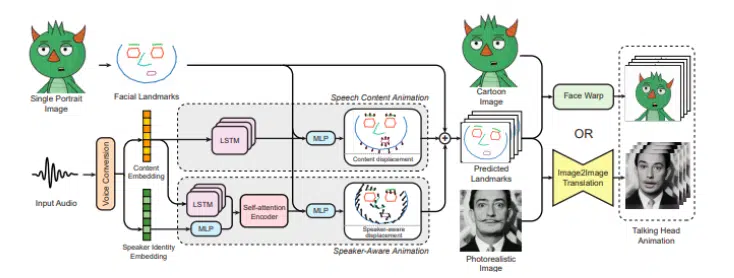 Single Portrait
Image
Facial Landmarks
Speech Content Animation
LSTM
MLP
Content displacement
Cartoon
Image
Face Warp
OR
Predicted
Landmarks
Input Audio
Voice Conversion
Content
Embedding
Speaker Identity
Embedding
LSTM
MLP
Self-attention
Encoder
MLP
Speaker-aware
displacement
Speaker-Aware Animation
Photorealistic
Image
Image2Image
Translation
Talking Head
Animation